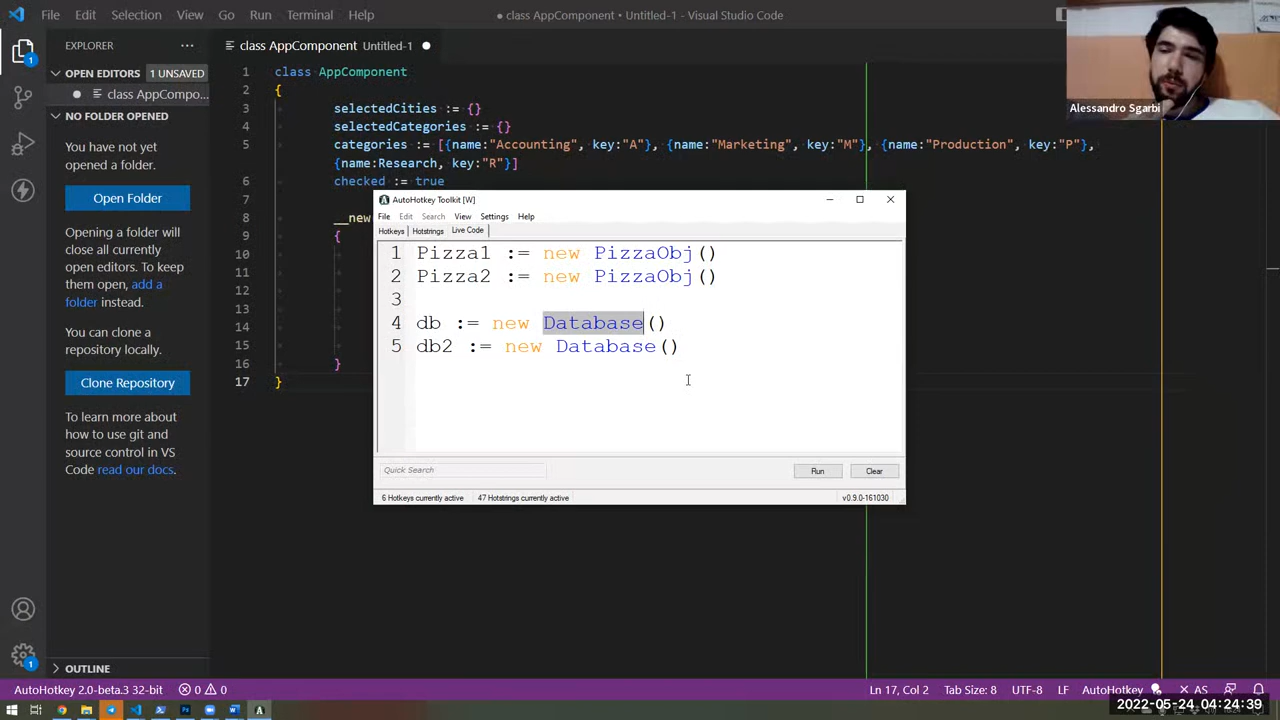 File Edit Selection View Go Run Terminal Help
● class AppComponent Untitled-1 - Visual Studio Code
EXPLORER ···
class AppComponent Untitled-1 ●
OPEN EDITORS 1 UNSAVED
● class AppCompo...
NO FOLDER OPENED
You have not yet
opened a folder.
Open Folder
Opening a folder will
close all currently
open editors. To keep
them open, add a
folder instead.
You can clone a
repository locally.
Clone Repository
To learn more about
how to use git and
source control in VS
Code read our docs.
OUTLINE
1 class AppComponent
2 {
3 selectedCities := {}
4 selectedCategories := {}
5 categories := [{name:"Accounting", key:"A"}, {name:"Marketing", key:"M"}, {name:"Production", key:"P"},
{name:Research, key:"R"}]
6 checked := true
7
8 __new
9 {
10
11
12
13
14
15
16 }
17 }
Alessandro Sgarbi
AutoHotkey Toolkit [W]
File Edit Search View Settings Help
Hotkeys Hotstrings Live Code
1 Pizza1 := new PizzaObj()
2 Pizza2 := new PizzaObj()
3
4 db := new Database()
5 db2 := new Database()
Quick Search
Run Clear
6 Hotkeys currently active 47 Hotstrings currently active v0.9.0-161030
AutoHotkey 2.0-beta.3 32-bit 0 0 Ln 17, Col 2 Tab Size: 8 UTF-8 LF AutoHotkey AS
2022-05-24 04:24:39